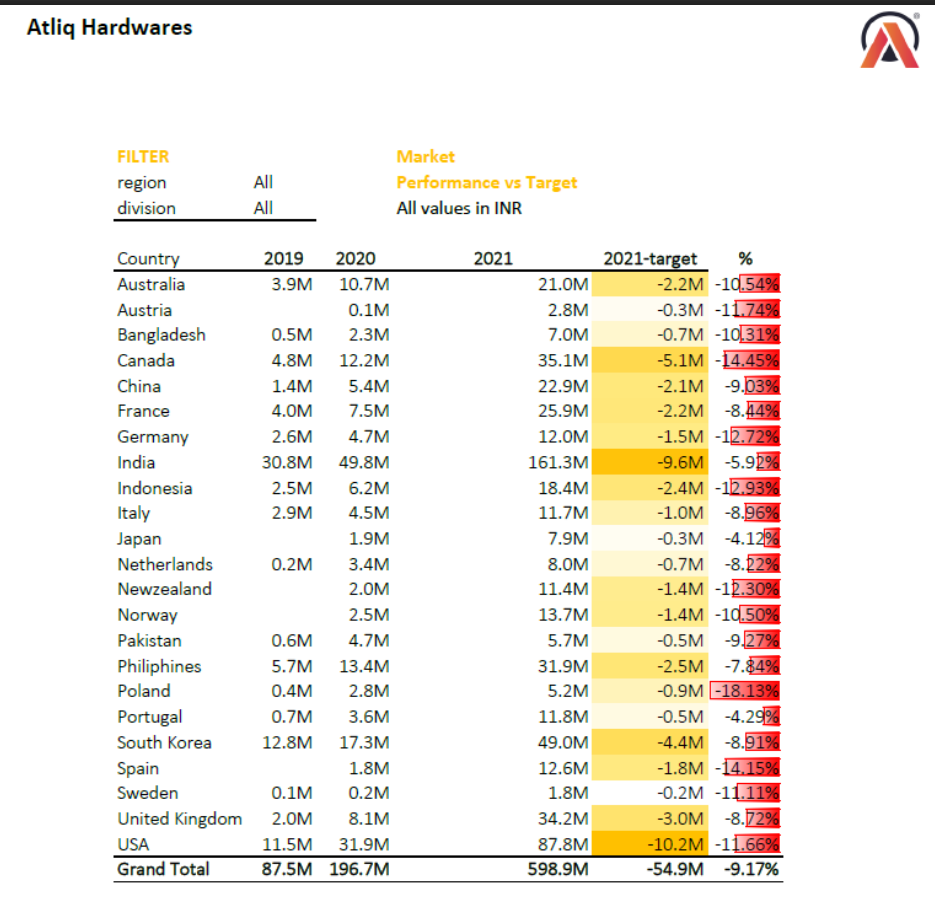 Atliq Hardwares
FILTER Market
region All Performance vs Target
division All All values in INR
Country 2019 2020 2021 2021-target %
Australia 3.9M 10.7M 21.0M -2.2M -10.54%
Austria 0.1M 2.8M -0.3M -11.74%
Bangladesh 0.5M 2.3M 7.0M -0.7M -10.31%
Canada 4.8M 12.2M 35.1M -5.1M -14.45%
China 1.4M 5.4M 22.9M -2.1M -9.03%
France 4.0M 7.5M 25.9M -2.2M -8.44%
Germany 2.6M 4.7M 12.0M -1.5M -12.72%
India 30.8M 49.8M 161.3M -9.6M -5.92%
Indonesia 2.5M 6.2M 18.4M -2.4M -12.93%
Italy 2.9M 4.5M 11.7M -1.0M -8.96%
Japan 1.9M 7.9M -0.3M -4.12%
Netherlands 0.2M 3.4M 8.0M -0.7M -8.22%
Newzealand 2.0M 11.4M -1.4M -12.30%
Norway 2.5M 13.7M -1.4M -10.50%
Pakistan 0.6M 4.7M 5.7M -0.5M -9.27%
Philiphines 5.7M 13.4M 31.9M -2.5M -7.84%
Poland 0.4M 2.8M 5.2M -0.9M -18.13%
Portugal 0.7M 3.6M 11.8M -0.5M -4.29%
South Korea 12.8M 17.3M 49.0M -4.4M -8.91%
Spain 1.8M 12.6M -1.8M -14.15%
Sweden 0.1M 0.2M 1.8M -0.2M -11.11%
United Kingdom 2.0M 8.1M 34.2M -3.0M -8.72%
USA 11.5M 31.9M 87.8M -10.2M -11.66%
Grand Total 87.5M 196.7M 598.9M -54.9M -9.17%